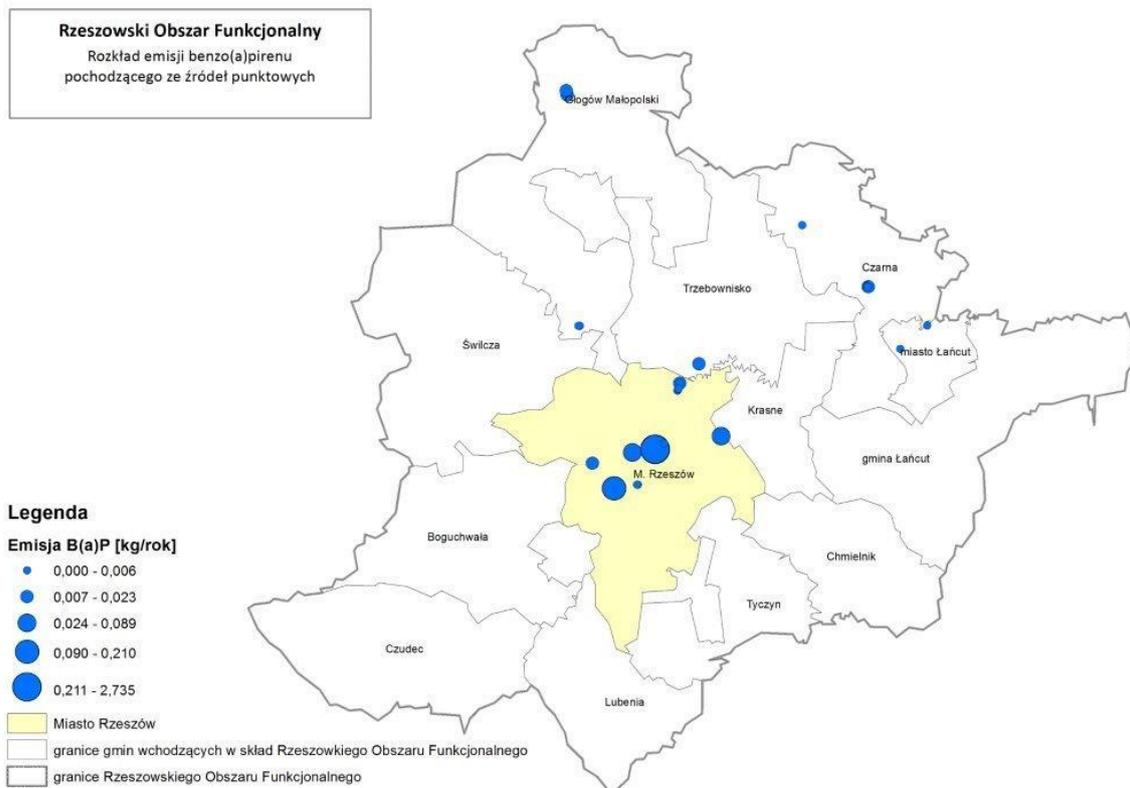 Rzeszowski Obszar Funkcjonalny
Rozkład emisji benzo(a)pirenu
pochodzącego ze źródeł punktowych
Głogów Małopolski
Czarna
Trzebownisko
Świlcza
miasto Łańcut
Krasne
gmina Łańcut
M. Rzeszów
Boguchwała
Chmielnik
Tyczyn
Czudec
Lubenia
Legenda
Emisja B(a)P [kg/rok]
0,000 - 0,006
0,007 - 0,023
0,024 - 0,089
0,090 - 0,210
0,211 - 2,735
Miasto Rzeszów
granice gmin wchodzących w skład Rzeszowkiego Obszaru Funkcjonalnego
granice Rzeszowskiego Obszaru Funkcjonalnego